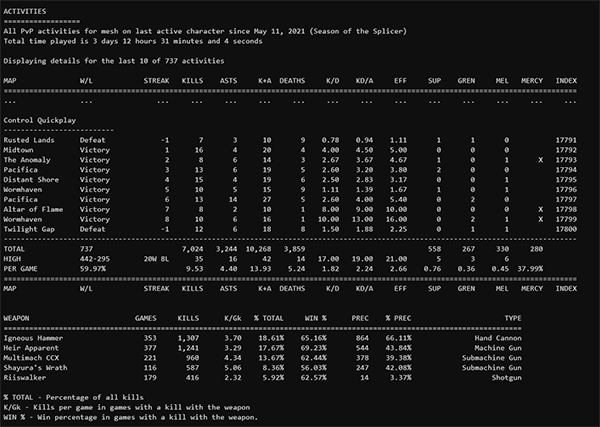 ACTIVITIES
==================
All PvP activities for mesh on last active character since May 11, 2021 (Season of the Splicer)
Total time played is 3 days 12 hours 31 minutes and 4 seconds
Displaying details for the last 10 of 737 activities
MAP W/L STREAK KILLS ASTS K+A DEATHS K/D KD/A EFF SUP GREN MEL MERCY INDEX
... ... ... ... ... ... ... ... ... ... ... ... ... ... ...
Control Quickplay
--------------------------
Rusted Lands Defeat -1 7 3 10 9 0.78 0.94 1.11 1 1 0 17791
Midtown Victory 1 16 4 20 4 4.00 4.50 5.00 0 0 0 17792
The Anomaly Victory 2 8 6 14 3 2.67 3.67 4.67 1 0 1 X 17793
Pacifica Victory 3 13 6 19 5 2.60 3.20 3.80 2 0 0 17794
Distant Shore Victory 4 15 4 19 6 2.50 2.83 3.17 0 0 1 17795
Wormhaven Victory 5 10 5 15 9 1.11 1.39 1.67 1 0 1 17796
Pacifica Victory 6 13 14 27 5 2.60 4.00 5.40 0 2 0 17797
Altar of Flame Victory 7 8 2 10 1 8.00 9.00 10.00 0 0 0 X 17798
Wormhaven Victory 8 10 6 16 1 10.00 13.00 16.00 0 2 1 X 17799
Twilight Gap Defeat -1 12 6 18 8 1.50 1.88 2.25 0 1 1 17800
TOTAL 737 7,024 3,244 10,268 3,859 558 267 330 280
HIGH 442-295 20W 8L 35 16 42 14 17.00 19.00 21.00 5 3 6
PER GAME 59.97% 9.53 4.40 13.93 5.24 1.82 2.24 2.66 0.76 0.36 0.45 37.99%
MAP W/L STREAK KILLS ASTS K+A DEATHS K/D KD/A EFF SUP GREN MEL MERCY INDEX
WEAPON GAMES KILLS K/Gk % TOTAL WIN % PREC % PREC TYPE
Igneous Hammer 353 1,307 3.70 18.61% 65.16% 864 66.11% Hand Cannon
Heir Apparent 377 1,241 3.29 17.67% 69.23% 544 43.84% Machine Gun
Multimach CCX 221 960 4.34 13.67% 62.44% 378 39.38% Submachine Gun
Shayura's Wrath 116 587 5.06 8.36% 56.03% 247 42.08% Submachine Gun
Riiswalker 179 416 2.32 5.92% 62.57% 14 3.37% Shotgun
% TOTAL - Percentage of all kills
K/Gk - Kills per game in games with a kill with the weapon
WIN % - Win percentage in games with a kill with the weapon.